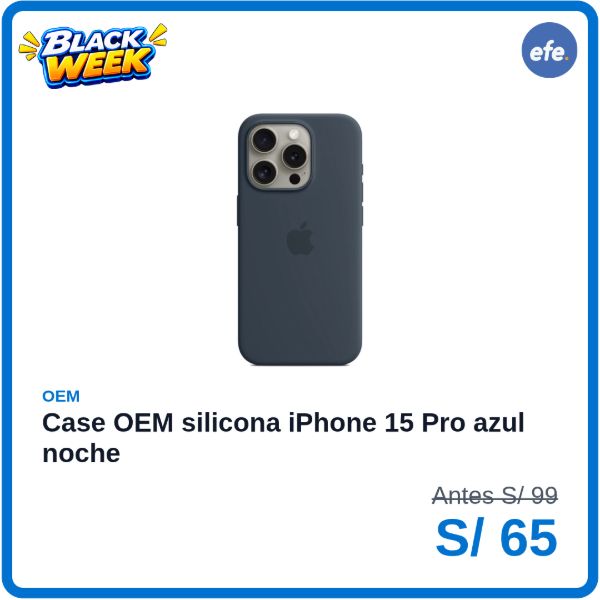 BLACK
WEEK
efe.
OEM
Case OEM silicona iPhone 15 Pro azul
noche
Antes S/ 99
S/ 65